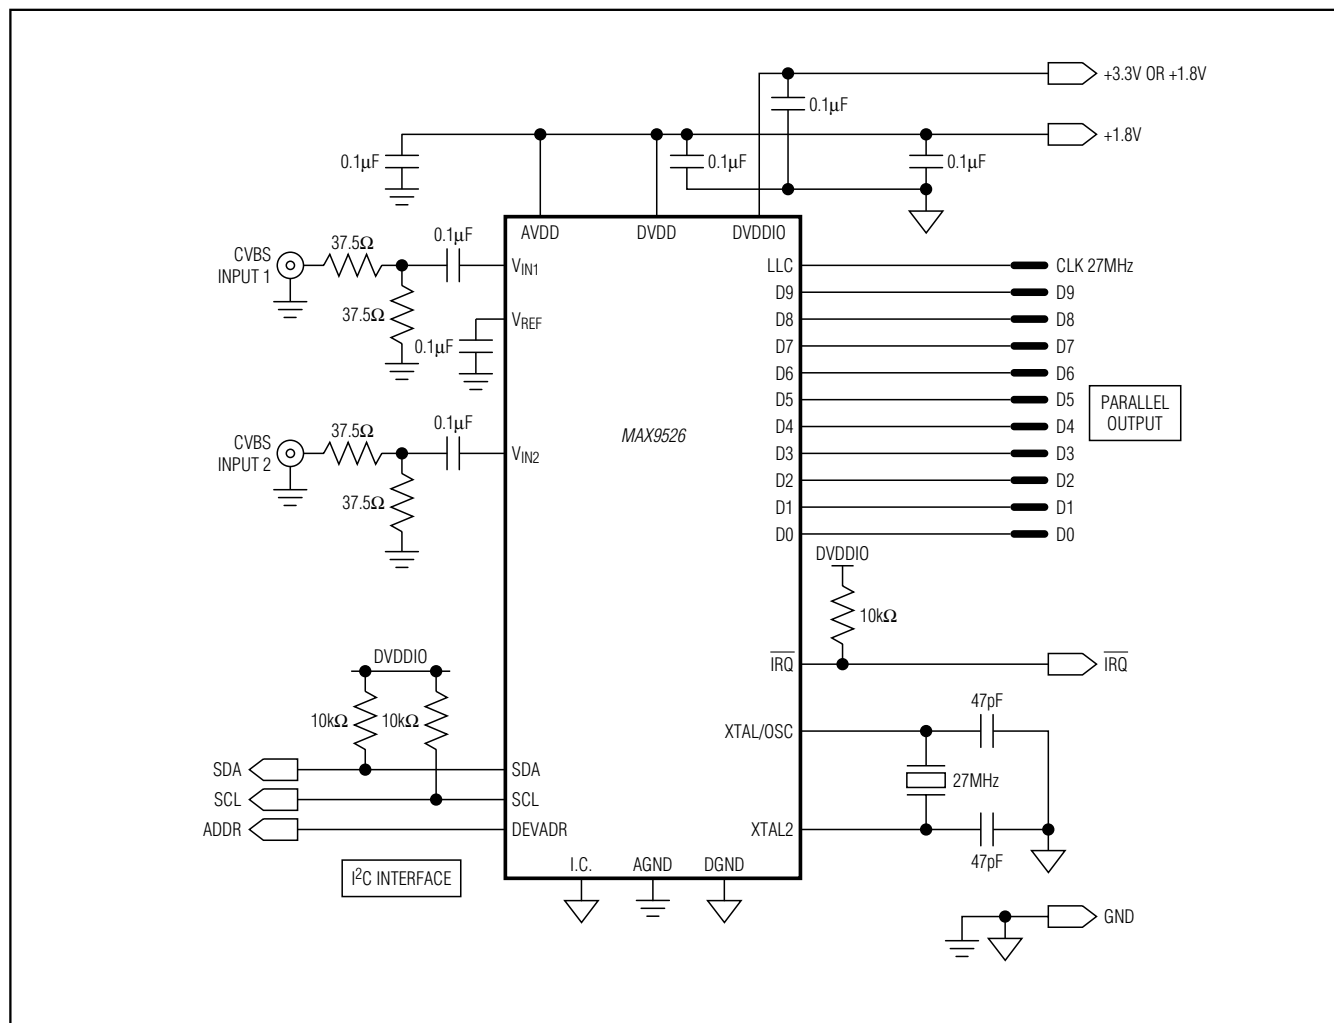 +3.3V OR +1.8V
0.1µF
+1.8V
0.1µF
0.1µF
0.1µF
AVDD
DVDD
DVDDIO
CVBS
INPUT 1
37.5Ω
0.1µF
VIN1
37.5Ω
VREF
0.1µF
CVBS
INPUT 2
37.5Ω
0.1µF
VIN2
37.5Ω
MAX9526
LLC
CLK 27MHz
D9
D9
D8
D8
D7
D7
D6
D6
D5
D5
D4
D4
D3
D3
D2
D2
D1
D1
D0
D0
PARALLEL
OUTPUT
DVDDIO
10kΩ
IRQ
IRQ
DVDDIO
10kΩ
10kΩ
SDA
SDA
SCL
SCL
ADDR
DEVADR
I2C INTERFACE
XTAL/OSC
47pF
27MHz
XTAL2
47pF
I.C.
AGND
DGND
GND